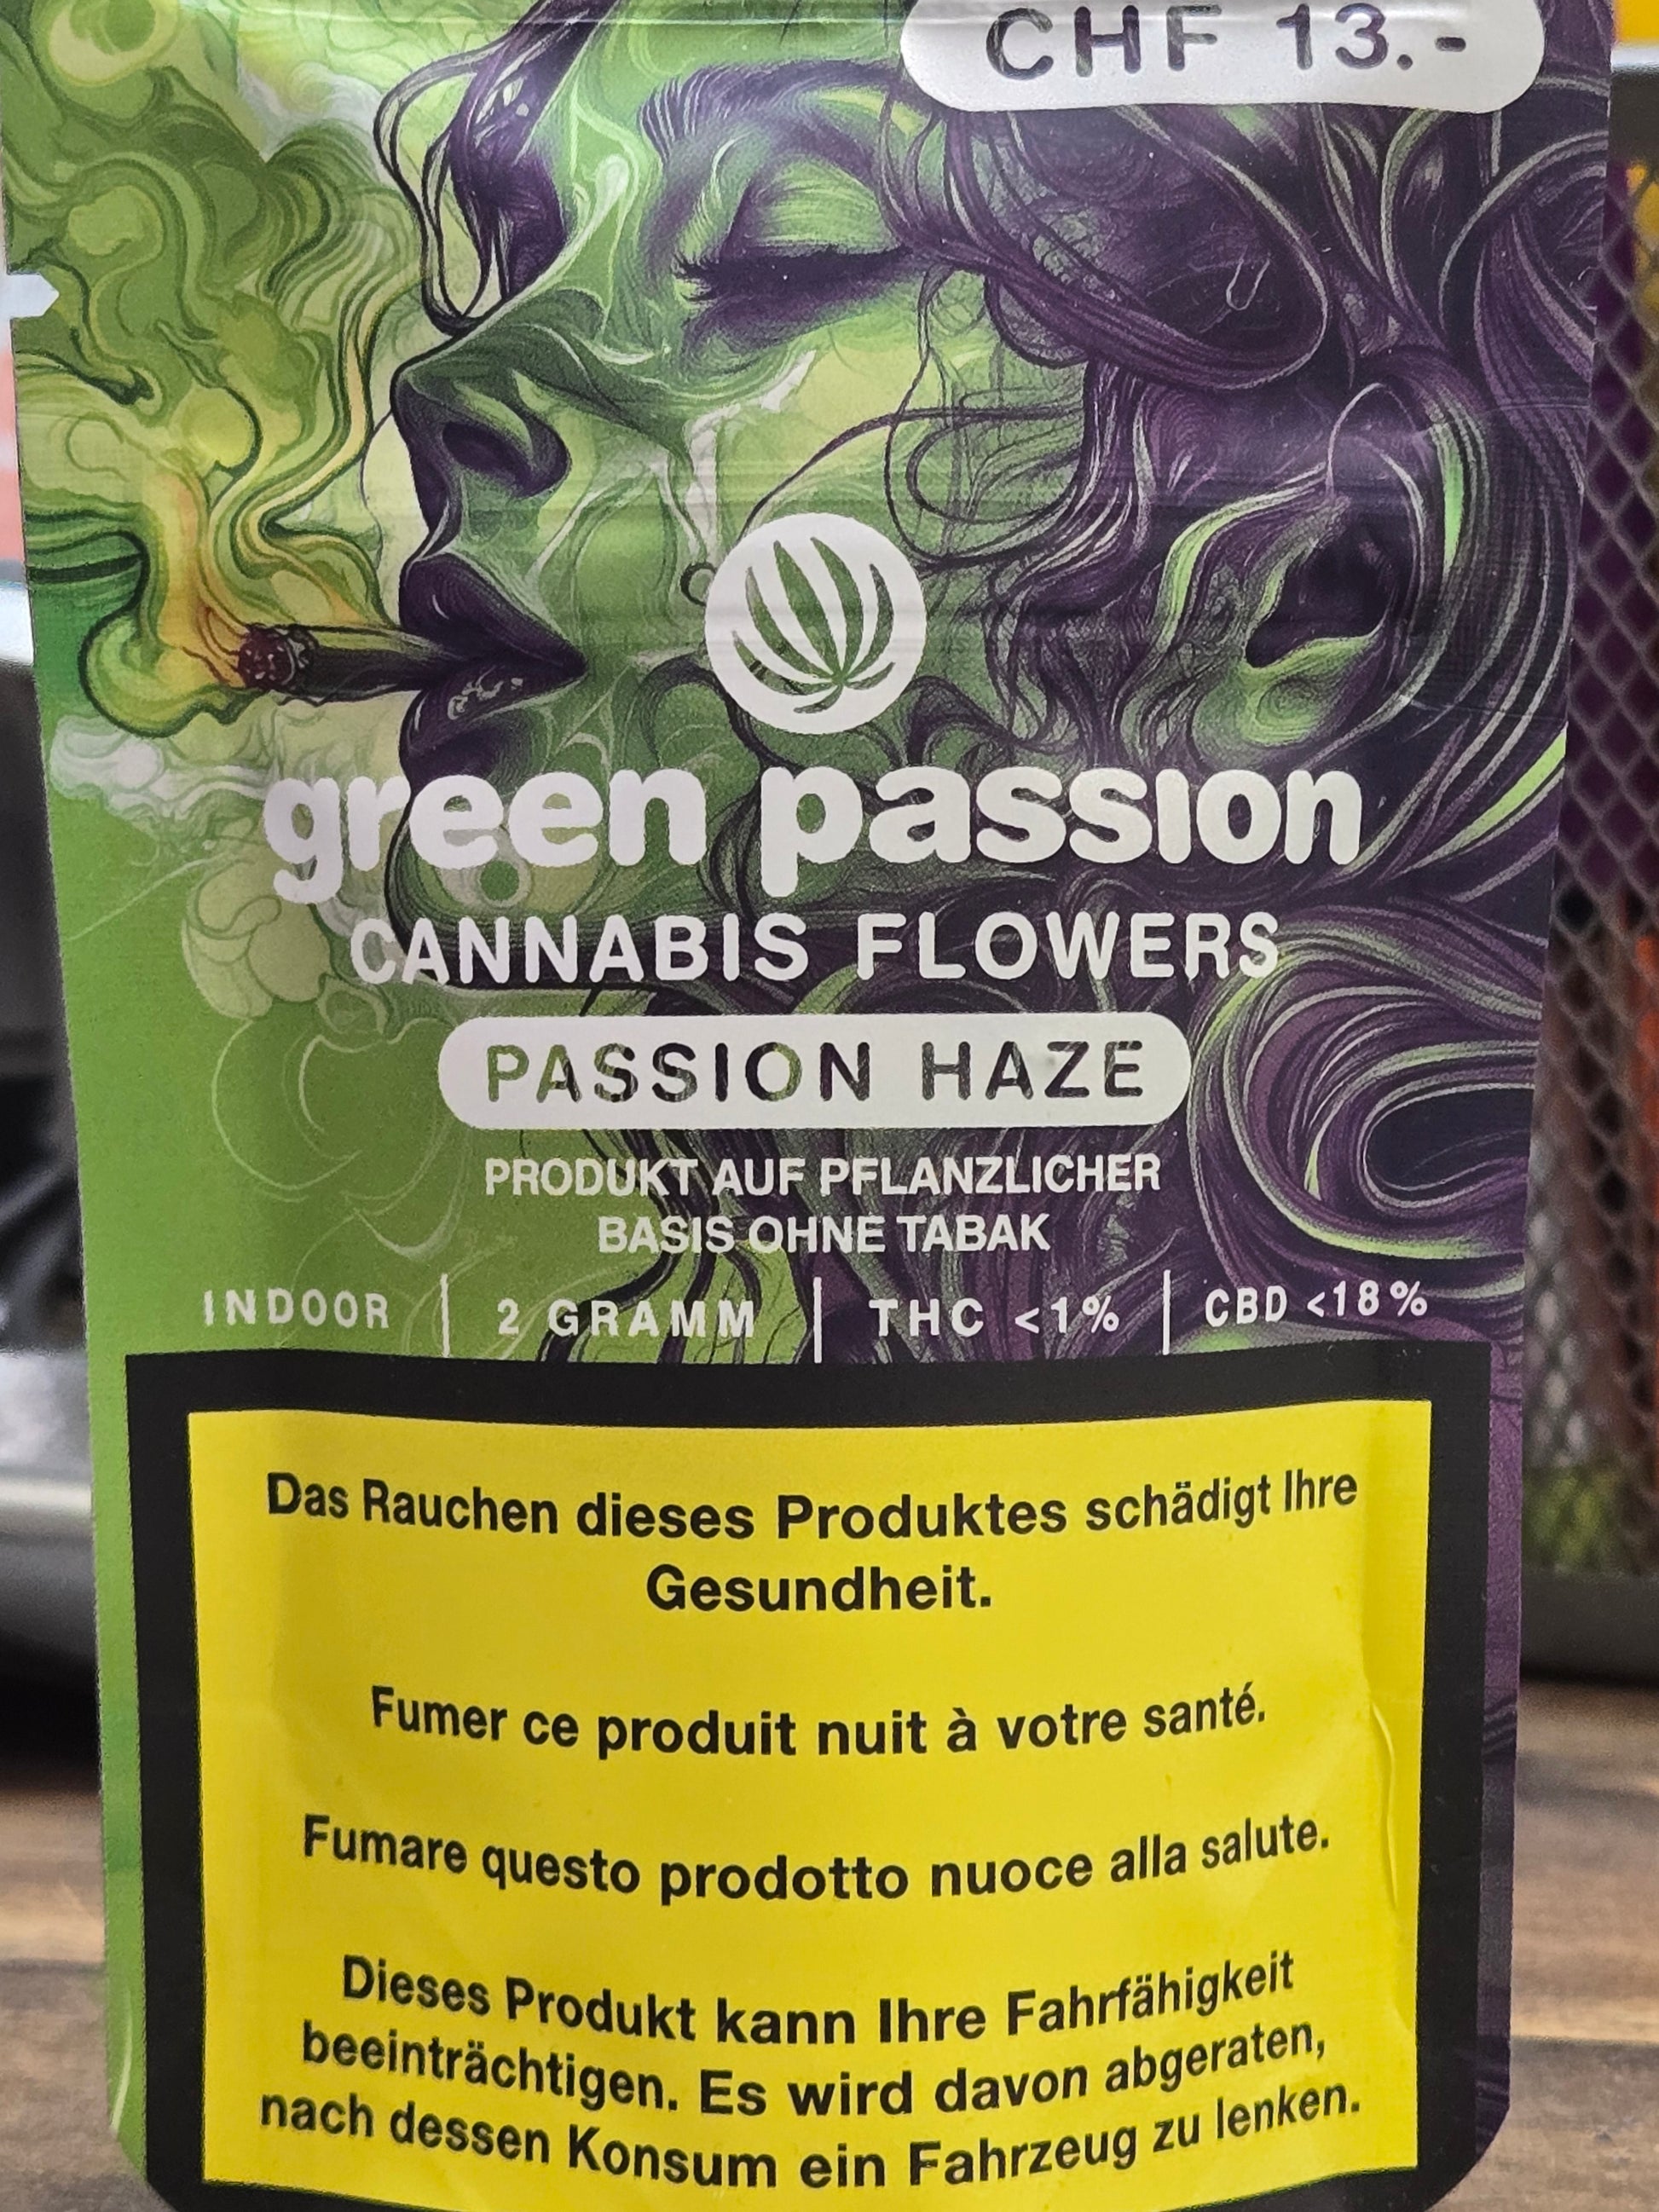 CHF 13.-
green passion
CANNABIS FLOWERS
PASSION HAZE
PRODUKT AUF PFLANZLICHER
BASIS OHNE TABAK
INDOOR | 2 GRAMM | THC <1% | CBD <18%
Das Rauchen dieses Produktes schädigt Ihre
Gesundheit.
Fumer ce produit nuit à votre santé.
Fumare questo prodotto nuoce alla salute.
Dieses Produkt kann Ihre Fahrfähigkeit
beeinträchtigen. Es wird davon abgeraten,
nach dessen Konsum ein Fahrzeug zu lenken.